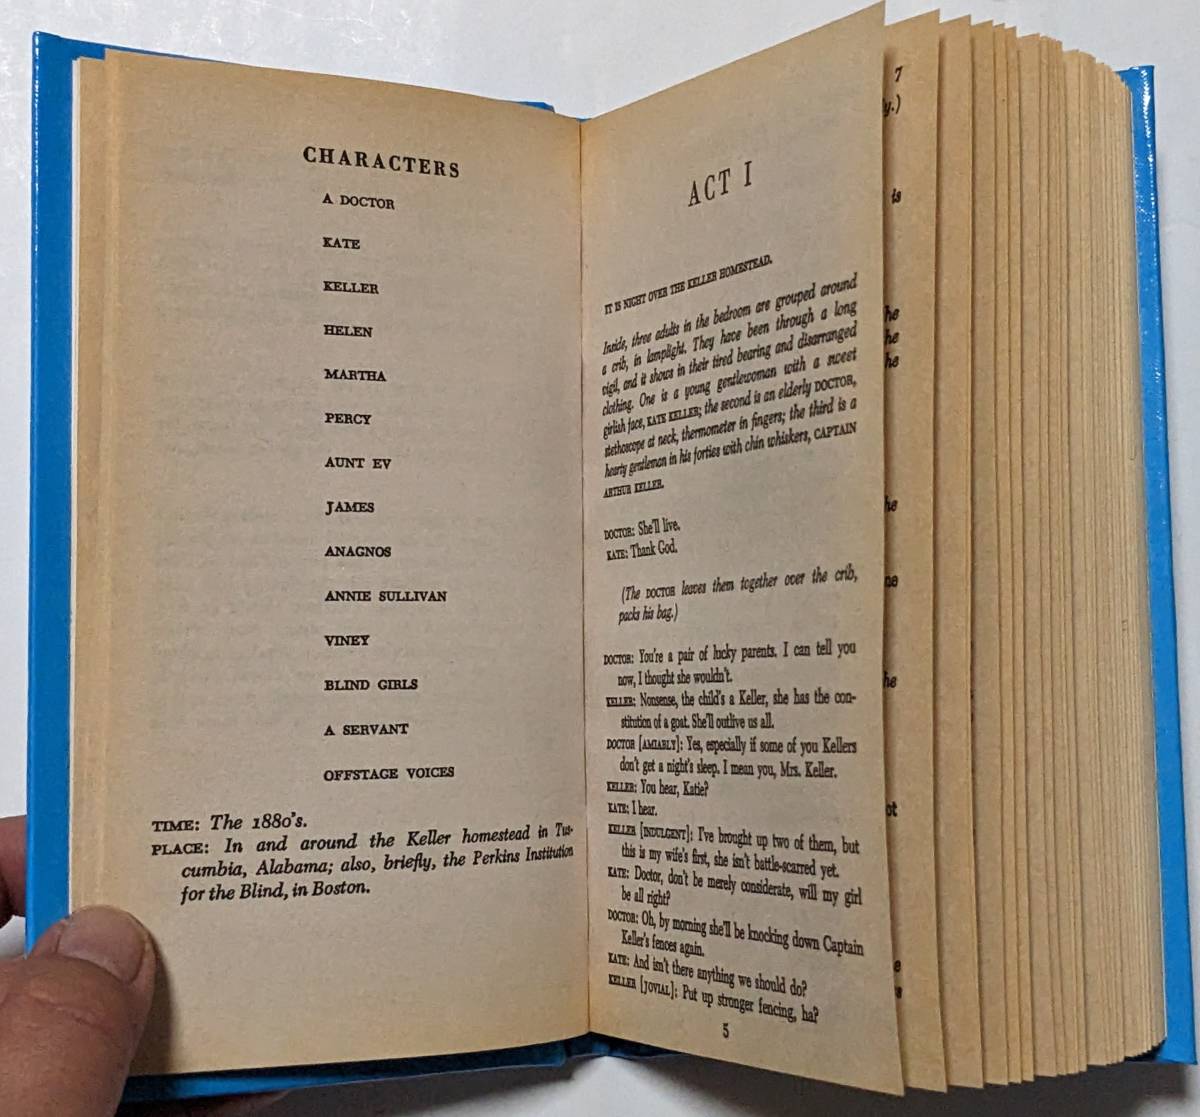 CHARACTERS
A DOCTOR
KATE
KELLER
HELEN
MARTHA
PERCY
AUNT EV
JAMES
ANAGNOS
ANNIE SULLIVAN
VINEY
BLIND GIRLS
A SERVANT
OFFSTAGE VOICES
TIME: The 1880's.
PLACE: In and around the Keller homestead in Tus-
cumbia, Alabama; also, briefly, the Perkins Institution
for the Blind, in Boston.
ACT I
IT IS NIGHT OVER THE KELLER HOMESTEAD.
Inside, three adults in the bedroom are grouped around
a crib, in lamplight. They have been through a long
vigil, and it shows in their tired bearing and disarranged
clothing. One is a young gentlewoman with a sweet
girlish face, KATE KELLER; the second is an elderly DOCTOR,
stethoscope at neck, thermometer in fingers; the third is a
hearty gentleman in his forties with chin whiskers, CAPTAIN
ARTHUR KELLER.
DOCTOR: She'll live.
KATE: Thank God.
(The DOCTOR leaves them together over the crib,
packs his bag.)
DOCTOR: You're a pair of lucky parents. I can tell you
now, I thought she wouldn't.
KELLER: Nonsense, the child's a Keller, she has the con-
stitution of a goat. She'll outlive us all.
DOCTOR [AMIABLY]: Yes, especially if some of you Kellers
don't get a night's sleep. I mean you, Mrs. Keller.
KELLER: You hear, Katie?
KATE: I hear.
KELLER [INDULGENT]: I've brought up two of them, but
this is my wife's first, she isn't battle-scarred yet.
KATE: Doctor, don't be merely considerate, will my girl
be all right?
DOCTOR: Oh, by morning she'll be knocking down Captain
Keller's fences again.
KATE: And isn't there anything we should do?
KELLER [JOVIAL]: Put up stronger fencing, ha?
5
7
y.)
is
he
he
he
he
ne
he
ot
e
s